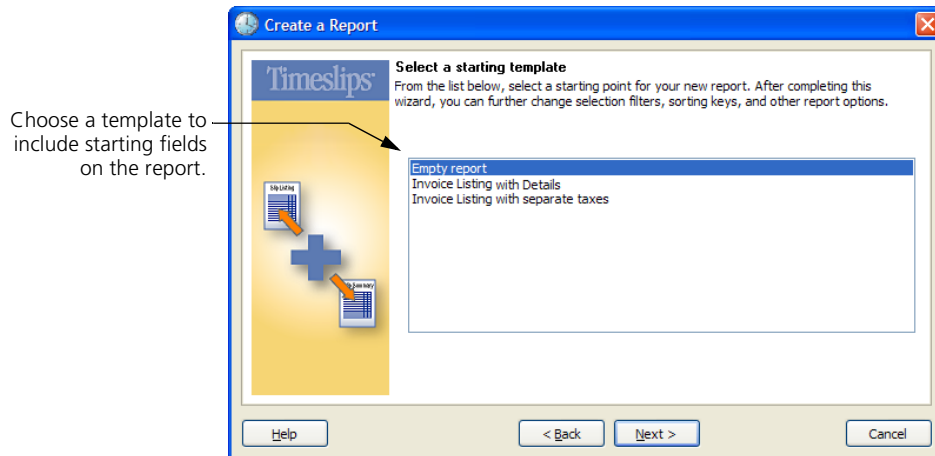 Create a Report
Timeslips
Select a starting template
From the list below, select a starting point for your new report. After completing this
wizard, you can further change selection filters, sorting keys, and other report options.
Choose a template to
include starting fields
on the report.
Empty report
Invoice Listing with Details
Invoice Listing with separate taxes
Slip Listing
Summary
Help
< Back
Next >
Cancel